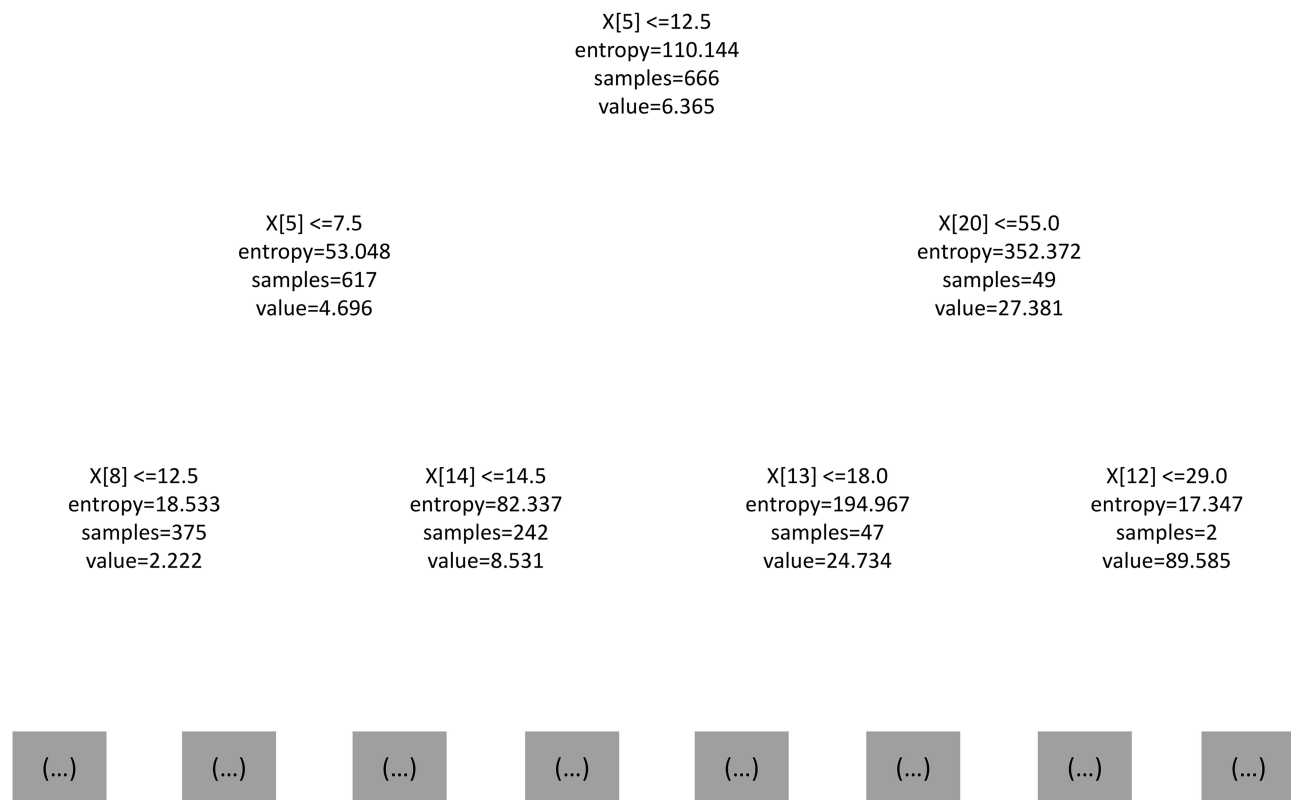 X[5] <=12.5
entropy=110.144
samples=666
value=6.365
X[5] <=7.5
entropy=53.048
samples=617
value=4.696
X[20] <=55.0
entropy=352.372
samples=49
value=27.381
X[8] <=12.5
entropy=18.533
samples=375
value=2.222
X[14] <=14.5
entropy=82.337
samples=242
value=8.531
X[13] <=18.0
entropy=194.967
samples=47
value=24.734
X[12] <=29.0
entropy=17.347
samples=2
value=89.585
(...)
(...)
(...)
(...)
(...)
(...)
(...)
(...)